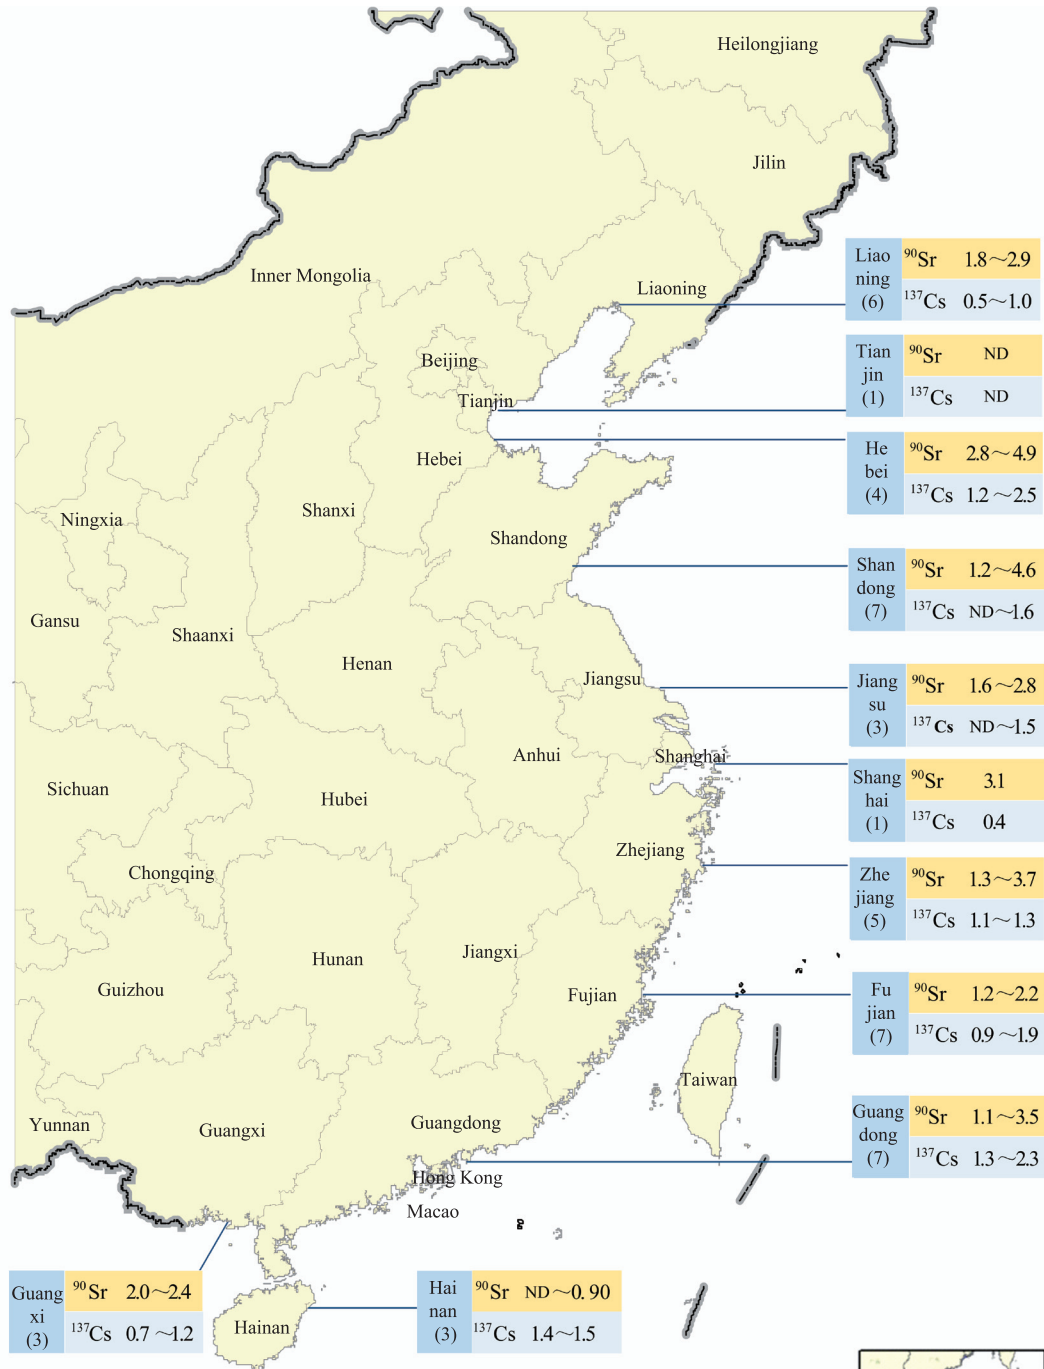 Heilongjiang
Jilin
Inner Mongolia
Liaoning
Beijing
Tianjin
Hebei
Shanxi
Ningxia
Shandong
Gansu
Shaanxi
Henan
Jiangsu
Anhui
Shanghai
Sichuan
Hubei
Zhejiang
Chongqing
Hunan
Jiangxi
Guizhou
Fujian
Taiwan
Yunnan
Guangxi
Guangdong
Hong Kong
Macao
Hainan
Liao
ning
(6)
⁹⁰Sr 1.8～2.9
¹³⁷Cs 0.5～1.0
Tian
jin
(1)
⁹⁰Sr ND
¹³⁷Cs ND
He
bei
(4)
⁹⁰Sr 2.8～4.9
¹³⁷Cs 1.2～2.5
Shan
dong
(7)
⁹⁰Sr 1.2～4.6
¹³⁷Cs ND～1.6
Jiang
su
(3)
⁹⁰Sr 1.6～2.8
¹³⁷Cs ND～1.5
Shang
hai
(1)
⁹⁰Sr 3.1
¹³⁷Cs 0.4
Zhe
jiang
(5)
⁹⁰Sr 1.3～3.7
¹³⁷Cs 1.1～1.3
Fu
jian
(7)
⁹⁰Sr 1.2～2.2
¹³⁷Cs 0.9～1.9
Guang
dong
(7)
⁹⁰Sr 1.1～3.5
¹³⁷Cs 1.3～2.3
Guang
xi
(3)
⁹⁰Sr 2.0～2.4
¹³⁷Cs 0.7～1.2
Hai
nan
(3)
⁹⁰Sr ND～0.90
¹³⁷Cs 1.4～1.5